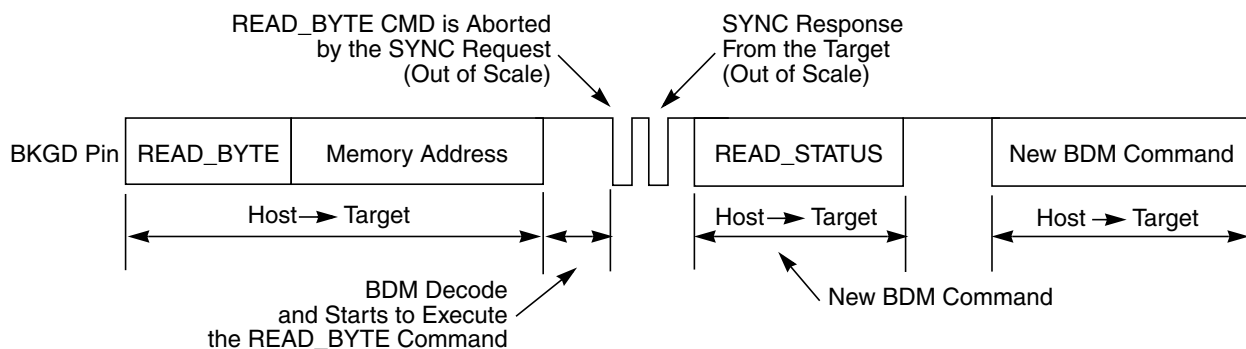 READ_BYTE CMD is Aborted
by the SYNC Request
(Out of Scale)
SYNC Response
From the Target
(Out of Scale)
BKGD Pin
READ_BYTE
Memory Address
READ_STATUS
New BDM Command
Host Target
Host Target
Host Target
BDM Decode
and Starts to Execute
the READ_BYTE Command
New BDM Command